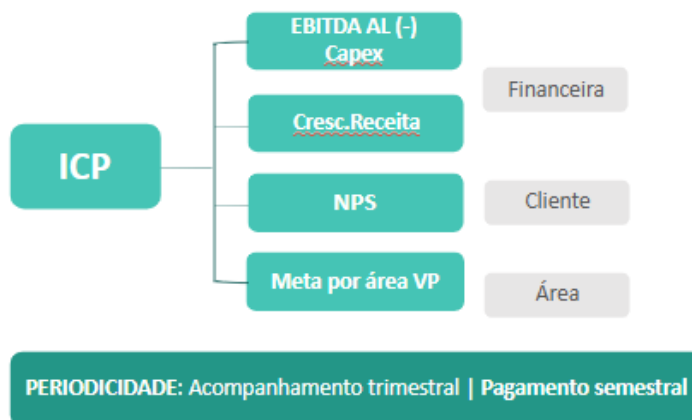 EBITDA AL (-)
Capex
Financeira
Cresc.Receita
ICP
NPS
Cliente
Meta por área VP
Área
PERIODICIDADE: Acompanhamento trimestral | Pagamento semestral